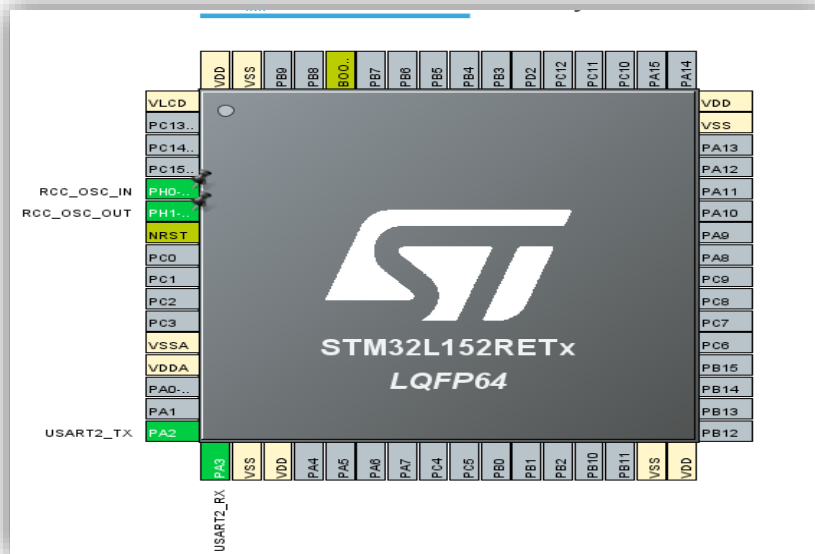 VDD
VSS
PB9
PB8
BOO..
PB7
PB6
PB5
PB4
PB3
PD2
PC12
PC11
PC10
PA15
PA14
VLCD
PC13..
PC14..
PC15..
RCC_OSC_IN PH0-..
RCC_OSC_OUT PH1-..
NRST
PC0
PC1
PC2
PC3
VSSA
VDDA
PA0-..
PA1
USART2_TX PA2
VDD
VSS
PA13
PA12
PA11
PA10
PA9
PA8
PC9
PC8
PC7
PC6
PB15
PB14
PB13
PB12
ST
STM32L152RETx
LQFP64
PA3
VSS
VDD
PA4
PA5
PA6
PA7
PC4
PC5
PB0
PB1
PB2
PB10
PB11
VSS
VDD
USART2_RX